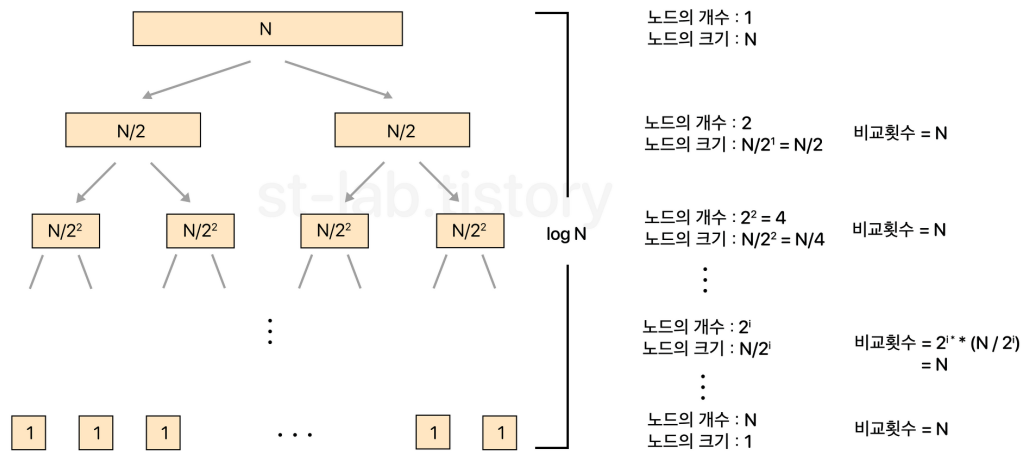 N
노드의 개수 : 1
노드의 크기 : N
N/2
N/2
노드의 개수 : 2
노드의 크기 : N/2¹ = N/2
비교횟수 = N
st-lab.tistory
N/2²
N/2²
N/2²
N/2²
log N
노드의 개수 : 2² = 4
노드의 크기 : N/2² = N/4
비교횟수 = N
⋮
⋮
노드의 개수 : 2ⁱ
노드의 크기 : N/2ⁱ
비교횟수 = 2ⁱ* * (N / 2ⁱ)
= N
⋮
1
1
1
. . .
1
1
노드의 개수 : N
노드의 크기 : 1
비교횟수 = N